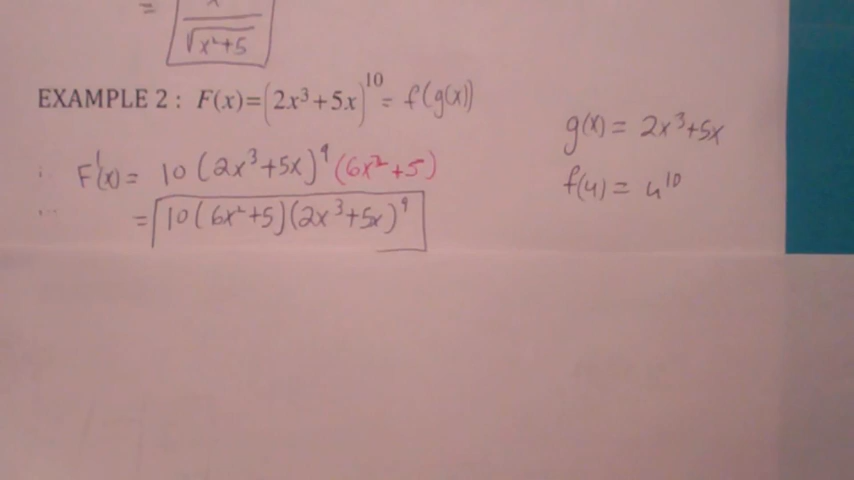 = √x²+5
EXAMPLE 2 : F(x)=(2x³+5x)¹⁰ = f(g(x))
g(x) = 2x³+5x
F'(x) = 10(2x³+5x)⁹(6x²+5)
f(u) = u¹⁰
= 10(6x²+5)(2x³+5x)⁹